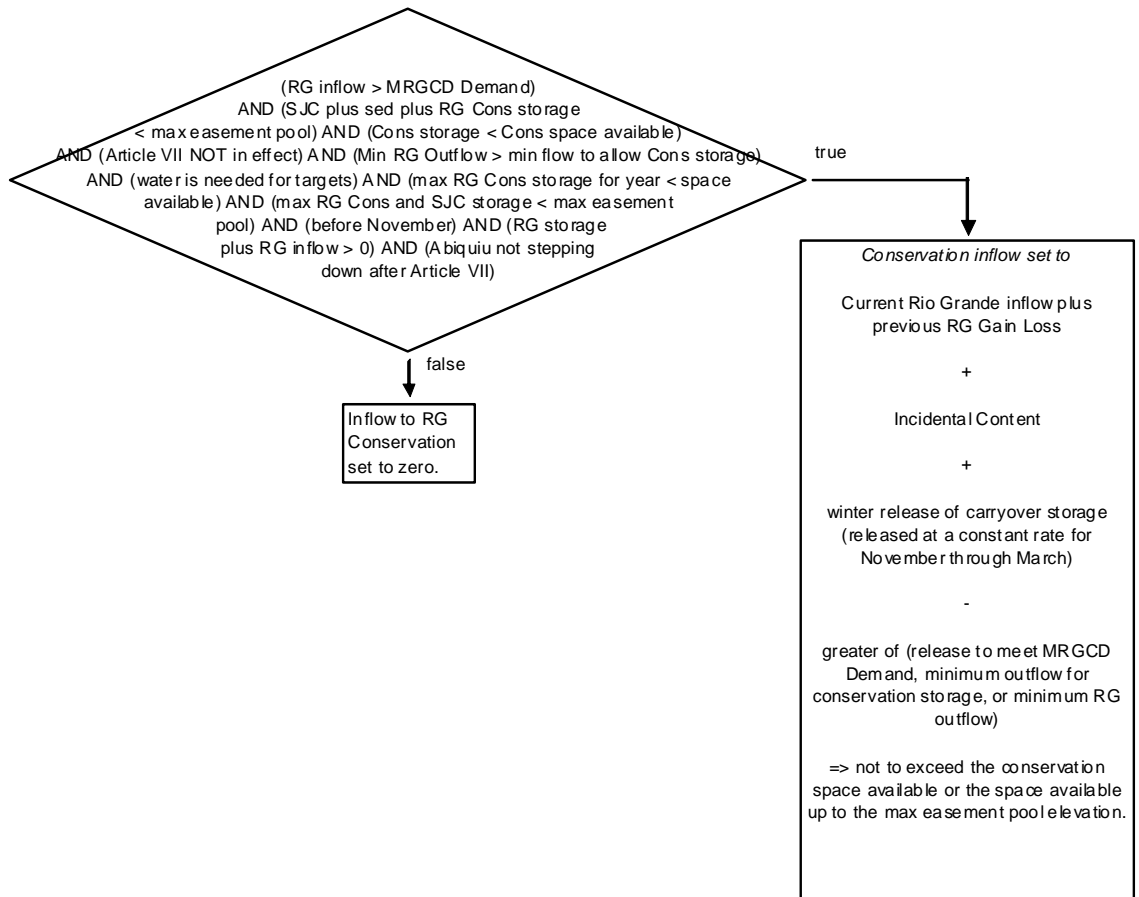 (RG inflow > MRGCD Demand)
AND (SJC plus sed plus RG Cons storage
< max easement pool) AND (Cons storage < Cons space available)
AND (Article VII NOT in effect) AND (Min RG Outflow > min flow to allow Cons storage)
AND (water is needed for targets) AND (max RG Cons storage for year < space
available) AND (max RG Cons and SJC storage < max easement
pool) AND (before November) AND (RG storage
plus RG inflow > 0) AND (Abiquiu not stepping
down after Article VII)
true
false
Inflow to RG
Conservation
set to zero.
Conservation inflow set to
Current Rio Grande inflow plus
previous RG Gain Loss
+
Incidental Content
+
winter release of carryover storage
(released at a constant rate for
November through March)
-
greater of (release to meet MRGCD
Demand, minimum outflow for
conservation storage, or minimum RG
outflow)
=> not to exceed the conservation
space available or the space available
up to the max easement pool elevation.